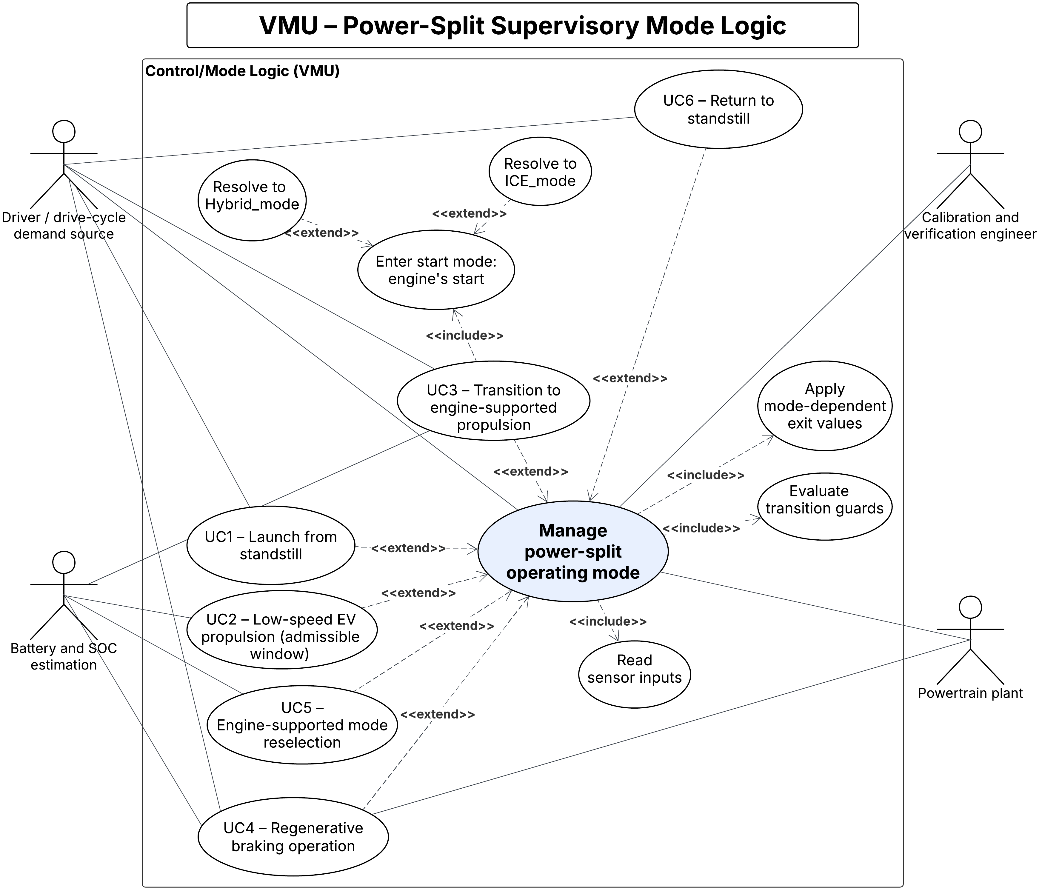 VMU – Power-Split Supervisory Mode Logic
Control/Mode Logic (VMU)
UC6 – Return to
standstill
Resolve to
ICE_mode
Resolve to
Hybrid_mode
<<extend>>
<<extend>>
Driver / drive-cycle
demand source
Calibration and
verification engineer
Enter start mode:
engine's start
<<include>>
<<extend>>
UC3 – Transition to
engine-supported
propulsion
Apply
mode-dependent
exit values
<<extend>>
<<include>>
Evaluate
transition guards
<<include>>
UC1 – Launch from
standstill
<<extend>>
Manage
power-split
operating mode
<<extend>>
UC2 – Low-speed EV
propulsion (admissible
window)
<<extend>>
<<include>>
Battery and SOC
estimation
Read
sensor inputs
Powertrain plant
UC5 –
Engine-supported mode
reselection
<<extend>>
UC4 – Regenerative
braking operation